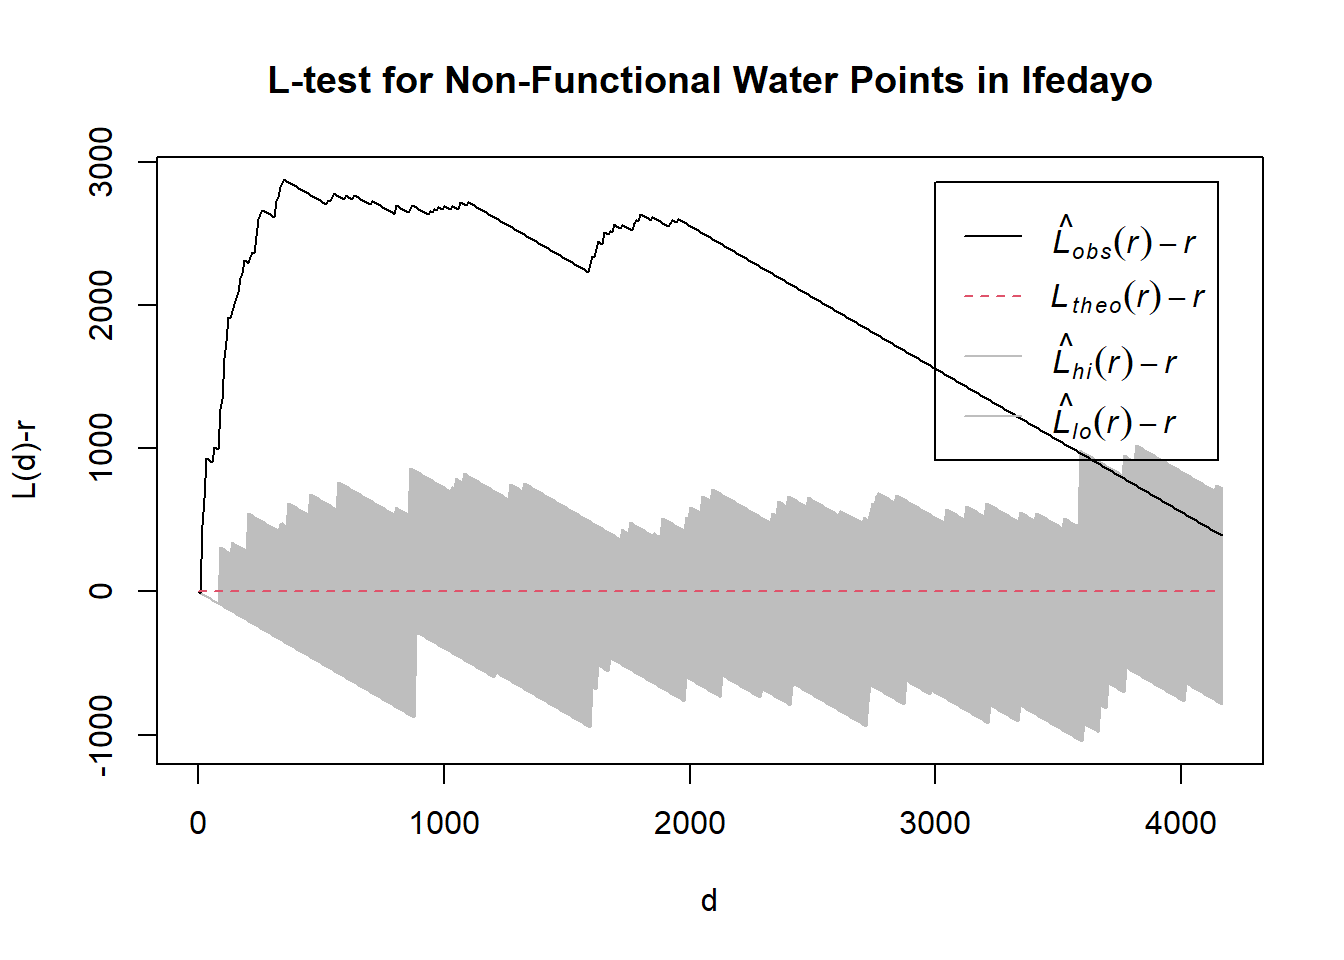 L-test for Non-Functional Water Points in Ifedayo
L(d)-r
3000
2000
1000
0
-1000
L̂obs(r) – r
Ltheo(r) – r
L̂hi(r) – r
L̂lo(r) – r
0 1000 2000 3000 4000
d